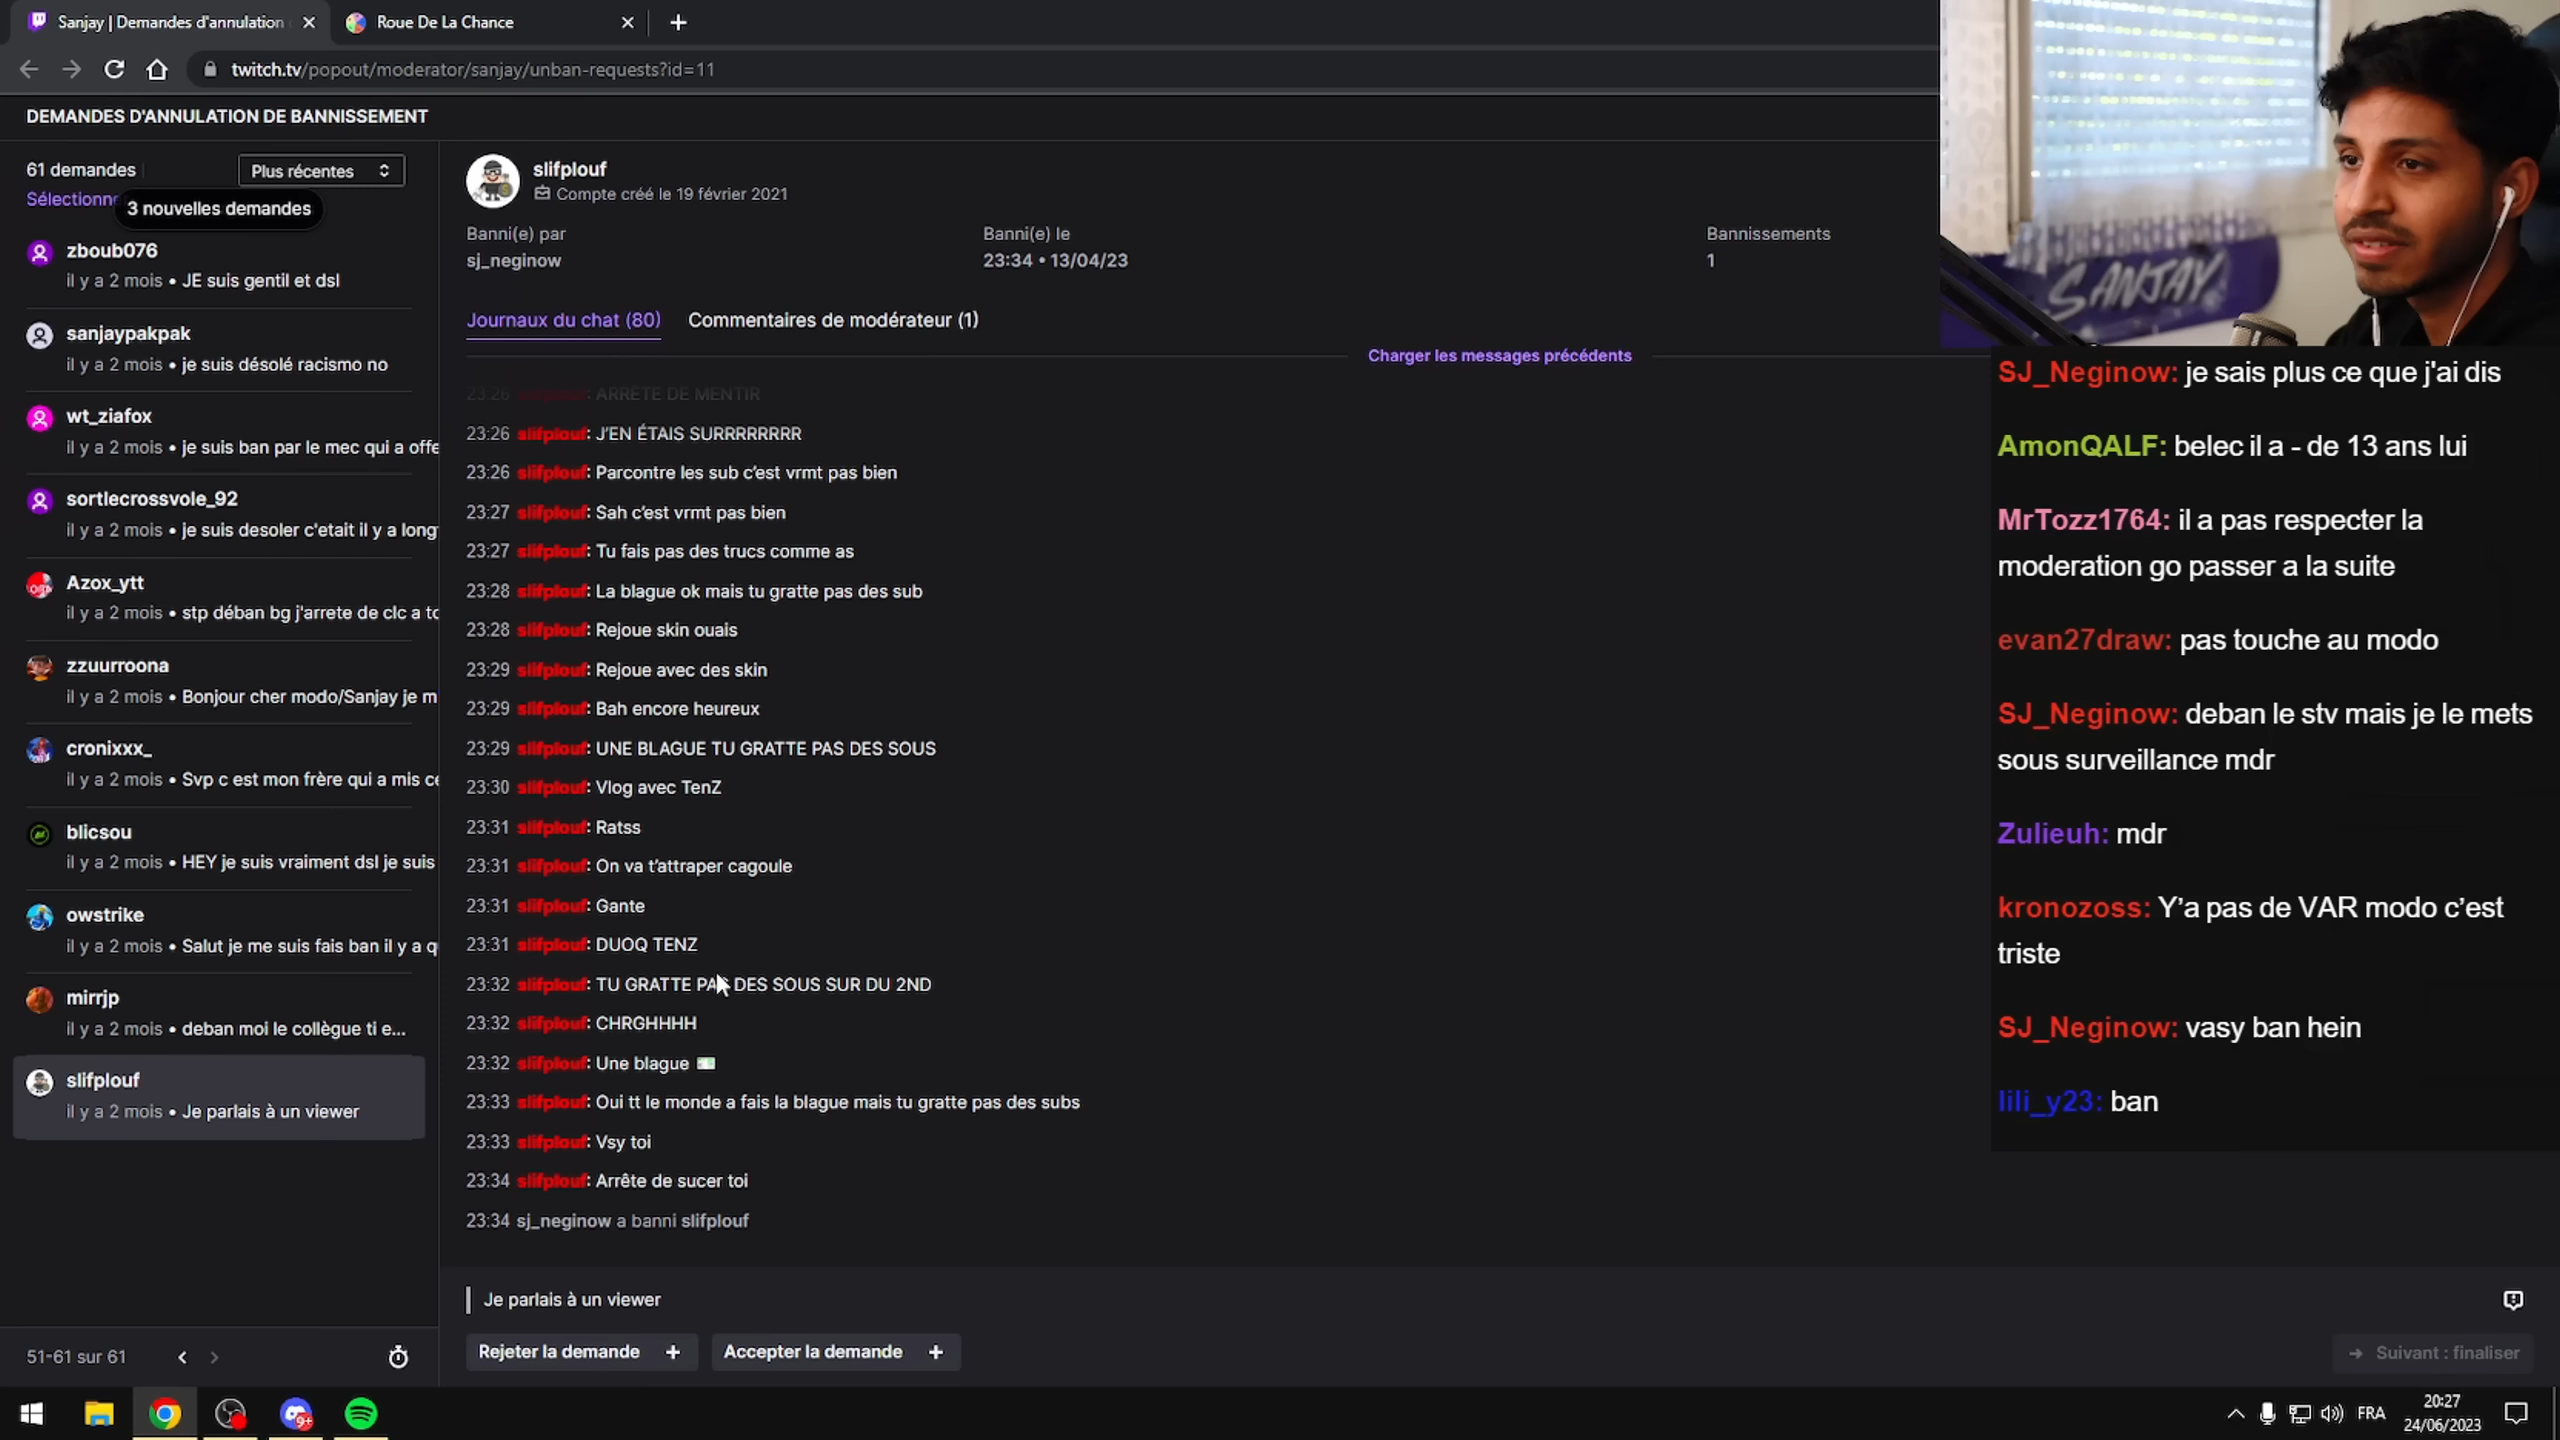 Sanjay | Demandes d'annulation
Roue De La Chance
twitch.tv/popout/moderator/sanjay/unban-requests?id=11
DEMANDES D'ANNULATION DE BANNISSEMENT
61 demandes
Plus récentes
Sélectionn
3 nouvelles demandes
zboub076
il y a 2 mois • JE suis gentil et dsl
sanjaypakpak
il y a 2 mois • je suis désolé racismo no
wt_ziafox
il y a 2 mois • je suis ban par le mec qui a offe
sortlecrossvole_92
il y a 2 mois • je suis desoler c'etait il y a long
Azox_ytt
il y a 2 mois • stp déban bg j'arrete de clc a to
zzuurroona
il y a 2 mois • Bonjour cher modo/Sanjay je m
cronixxx_
il y a 2 mois • Svp c est mon frère qui a mis ce
blicsou
il y a 2 mois • HEY je suis vraiment dsl je suis
owstrike
il y a 2 mois • Salut je me suis fais ban il y a q
mirrjp
il y a 2 mois • deban moi le collègue ti e...
slifplouf
il y a 2 mois • Je parlais à un viewer
51-61 sur 61
slifplouf
Compte créé le 19 février 2021
Banni(e) par
sj_neginow
Banni(e) le
23:34 • 13/04/23
Bannissements
1
Journaux du chat (80)
Commentaires de modérateur (1)
Charger les messages précédents
23:26 slifplouf: ARRÊTE DE MENTIR
23:26 slifplouf: J'EN ÉTAIS SURRRRRRRR
23:26 slifplouf: Parcontre les sub c'est vrmt pas bien
23:27 slifplouf: Sah c'est vrmt pas bien
23:27 slifplouf: Tu fais pas des trucs comme as
23:28 slifplouf: La blague ok mais tu gratte pas des sub
23:28 slifplouf: Rejoue skin ouais
23:29 slifplouf: Rejoue avec des skin
23:29 slifplouf: Bah encore heureux
23:29 slifplouf: UNE BLAGUE TU GRATTE PAS DES SOUS
23:30 slifplouf: Vlog avec TenZ
23:31 slifplouf: Ratss
23:31 slifplouf: On va t'attraper cagoule
23:31 slifplouf: Gante
23:31 slifplouf: DUOQ TENZ
23:32 slifplouf: TU GRATTE PAS DES SOUS SUR DU 2ND
23:32 slifplouf: CHRGHHHH
23:32 slifplouf: Une blague
23:33 slifplouf: Oui tt le monde a fais la blague mais tu gratte pas des subs
23:33 slifplouf: Vsy toi
23:34 slifplouf: Arrête de sucer toi
23:34 sj_neginow a banni slifplouf
Je parlais à un viewer
Rejeter la demande +
Accepter la demande +
→ Suivant : finaliser
SANJAY
SJ_Neginow: je sais plus ce que j'ai dis
AmonQALF: belec il a - de 13 ans lui
MrTozz1764: il a pas respecter la
moderation go passer a la suite
evan27draw: pas touche au modo
SJ_Neginow: deban le stv mais je le mets
sous surveillance mdr
Zulieuh: mdr
kronozoss: Y'a pas de VAR modo c'est
triste
SJ_Neginow: vasy ban hein
lili_y23: ban
9+
FRA
20:27
24/06/2023